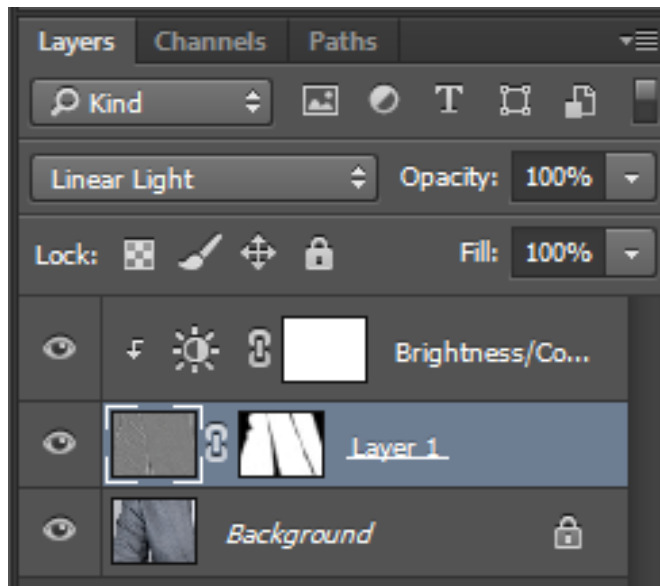 Layers Channels Paths
Kind T
Linear Light Opacity: 100%
Lock: Fill: 100%
Brightness/Co...
Layer 1
Background